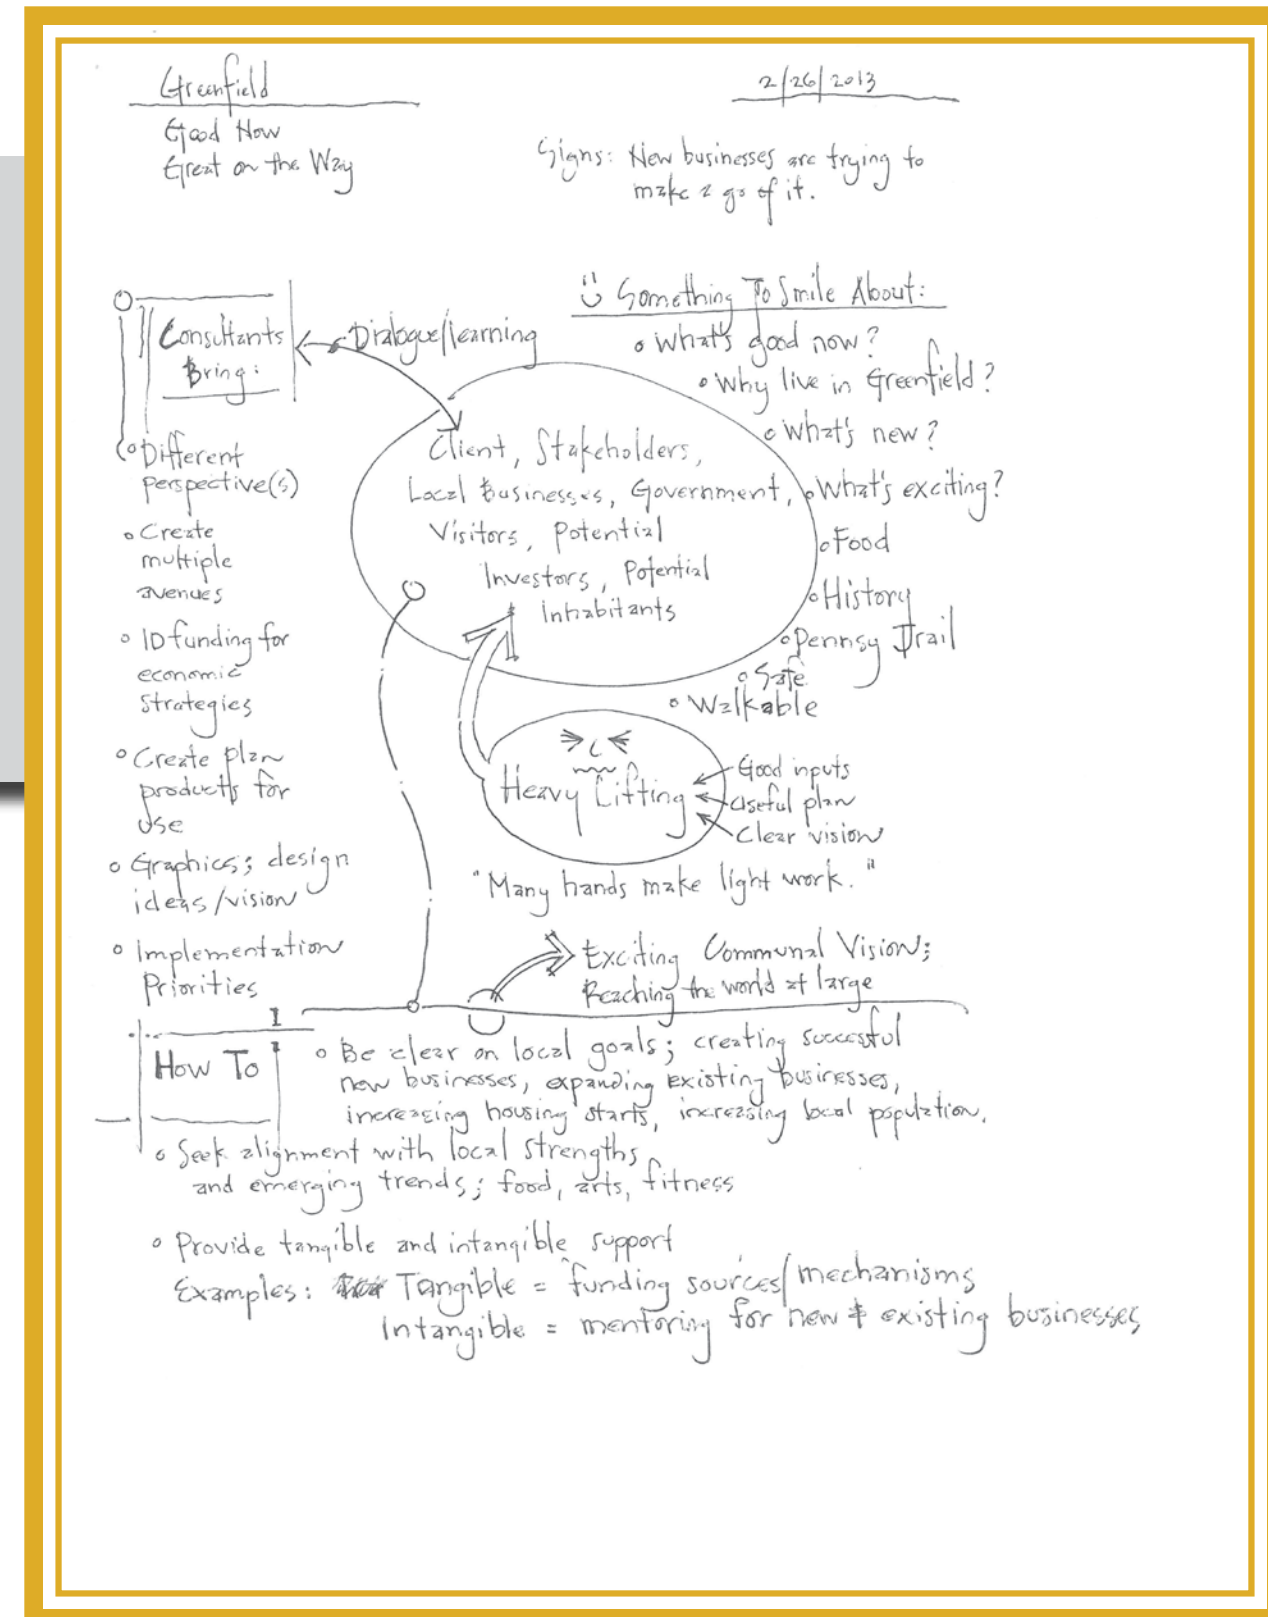 Greenfield
2/26/2013
Good Now
Great on the Way
Signs: New businesses are trying to
make a go of it.
Consultants
Bring:
Dialogue/learning
Something To Smile About:
• What's good now?
• Why live in Greenfield?
• What's new?
• What's exciting?
• Food
• History
• Pennsy Trail
• Safe
• Walkable
Client, Stakeholders,
Local Businesses, Government,
Visitors, Potential
Investors, Potential
Inhabitants
• Different
perspective(s)
• Create
multiple
avenues
• ID funding for
economic
strategies
• Create plan
products for
use
• Graphics; design
ideas/vision
• Implementation
Priorities
Heavy Lifting
Good inputs
Useful plan
Clear vision
"Many hands make light work."
Exciting Communal Vision;
Reaching the world at large
How To
• Be clear on local goals; creating successful
new businesses, expanding existing businesses,
increasing housing starts, increasing local population.
• Seek alignment with local strengths
and emerging trends; food, arts, fitness
• Provide tangible and intangible support
Examples: Tangible = funding sources/mechanisms
Intangible = mentoring for new & existing businesses